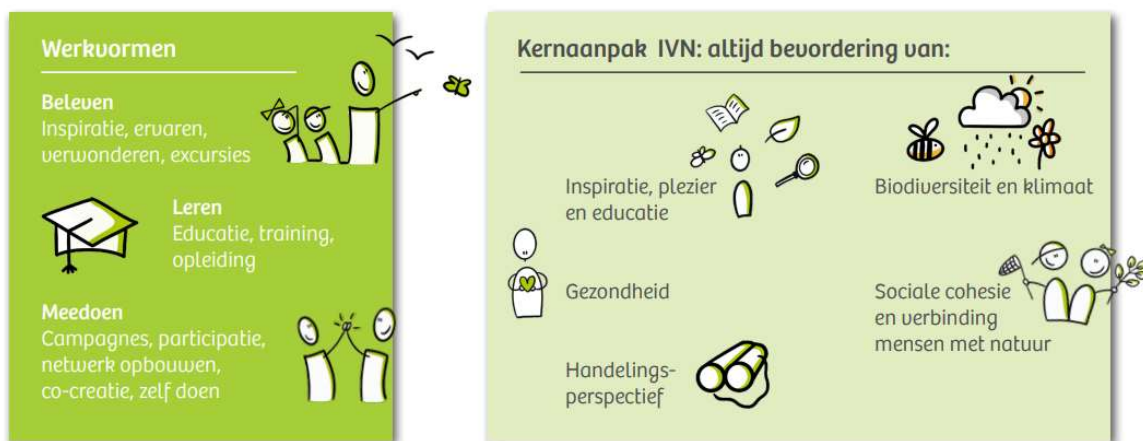 Werkvormen
Beleven
Inspiratie, ervaren,
verwonderen, excursies
Leren
Educatie, training,
opleiding
Meedoen
Campagnes, participatie,
netwerk opbouwen,
co-creatie, zelf doen
Kernaanpak IVN: altijd bevordering van:
Inspiratie, plezier
en educatie
Biodiversiteit en klimaat
Gezondheid
Sociale cohesie
en verbinding
mensen met natuur
Handelings-
perspectief